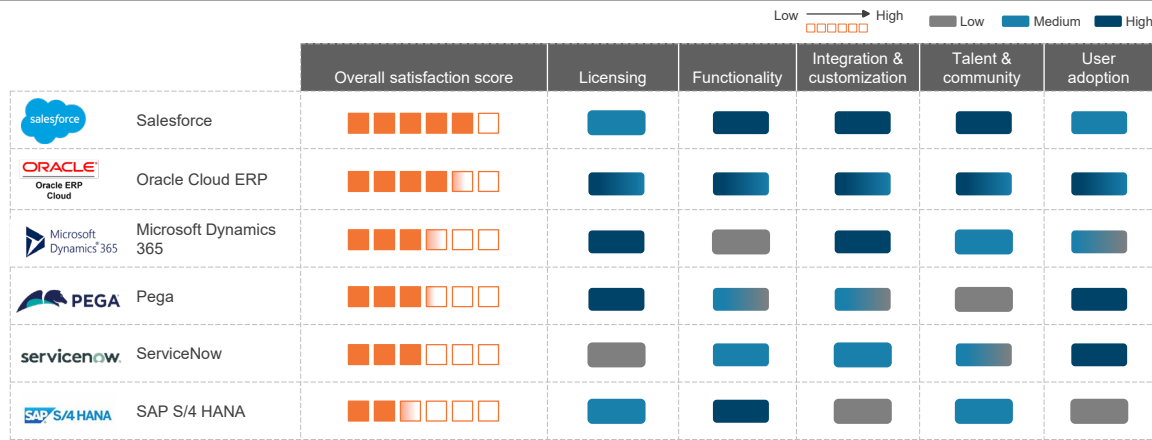 Low High
Low Medium High
Overall satisfaction score
Licensing
Functionality
Integration &
customization
Talent &
community
User
adoption
salesforce
Salesforce
ORACLE
Oracle ERP
Cloud
Oracle Cloud ERP
Microsoft
Dynamics 365
Microsoft Dynamics
365
PEGA
Pega
servicenow
ServiceNow
SAP S/4 HANA
SAP S/4 HANA